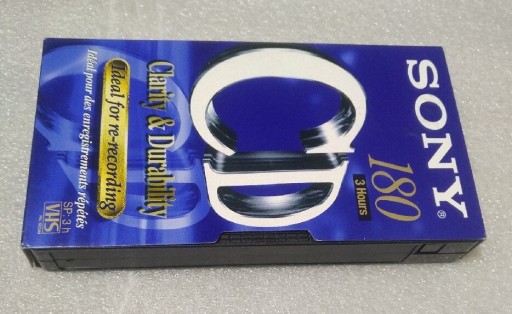 SONY®
180
3 Hours
CD
Clarity & Durability
Ideal for re-recording
Idéal pour des enregistrements répétés
SP·3 h
VHS